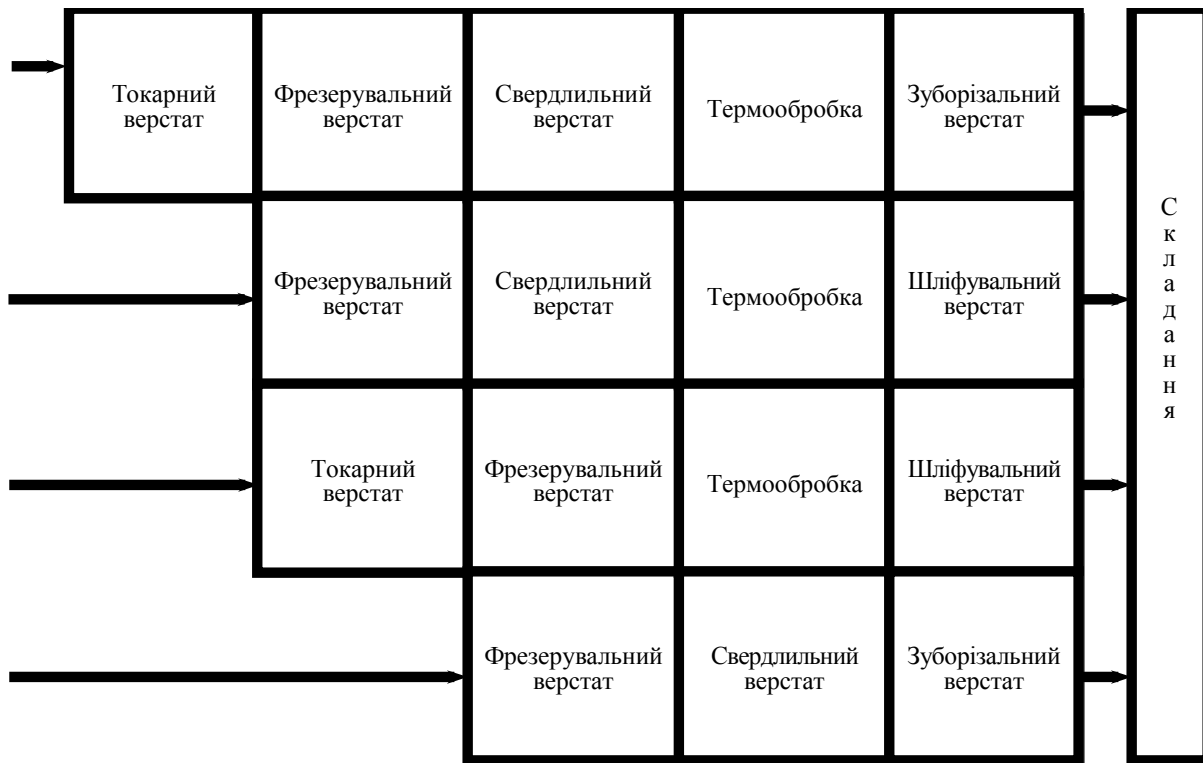 Токарний
верстат
Фрезерувальний
верстат
Свердлильний
верстат
Термообробка
Зуборізальний
верстат
Фрезерувальний
верстат
Свердлильний
верстат
Термообробка
Шліфувальний
верстат
Токарний
верстат
Фрезерувальний
верстат
Термообробка
Шліфувальний
верстат
Фрезерувальний
верстат
Свердлильний
верстат
Зуборізальний
верстат
Складання